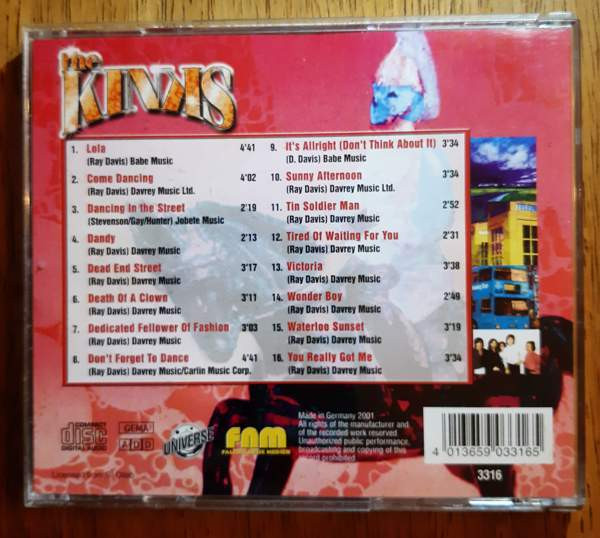 the
KINKS
1. Lola 4'41
(Ray Davis) Babe Music
2. Come Dancing 4'02
(Ray Davis) Davrey Music Ltd.
3. Dancing in the Street 2'19
(Stevenson/Gay/Hunter) Jobete Music
4. Dandy 2'13
(Ray Davis) Davrey Music
5. Dead End Street 3'17
(Ray Davis) Davrey Music
6. Death Of A Clown 3'11
(Ray Davis) Davrey Music
7. Dedicated Fellower Of Fashion 3'03
(Ray Davis) Davrey Music
8. Don't Forget To Dance 4'41
(Ray Davis) Davrey Music/Carlin Music Corp.
9. It's Allright (Don't Think About It) 3'34
(D. Davis) Babe Music
10. Sunny Afternoon 3'34
(Ray Davis) Davrey Music Ltd.
11. Tin Soldier Man 2'52
(Ray Davis) Davrey Music
12. Tired Of Waiting For You 2'31
(Ray Davis) Davrey Music
13. Victoria 3'38
(Ray Davis) Davrey Music
14. Wonder Boy 2'49
(Ray Davis) Davrey Music
15. Waterloo Sunset 3'19
(Ray Davis) Davrey Music
16. You Really Got Me 3'34
(Ray Davis) Davrey Music
COMPACT
disc
DIGITAL AUDIO
GEMA
ADD
UNIVERSE
FNM
Made in Germany 2001
All rights of the manufacturer and
of the recorded work reserved
Unauthorized public performance,
broadcasting and copying of this
record prohibited
4 013659 033165
3316